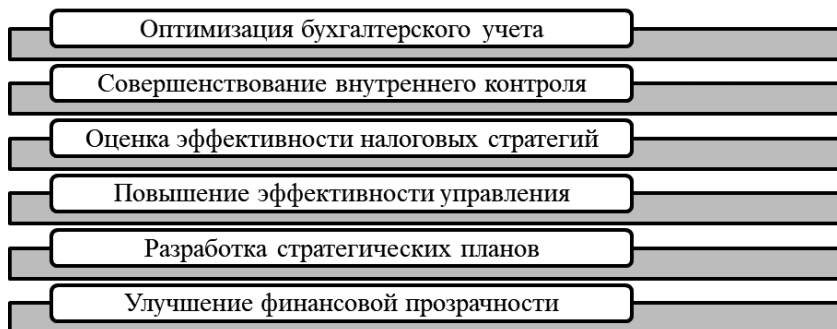 Оптимизация бухгалтерского учета
Совершенствование внутреннего контроля
Оценка эффективности налоговых стратегий
Повышение эффективности управления
Разработка стратегических планов
Улучшение финансовой прозрачности